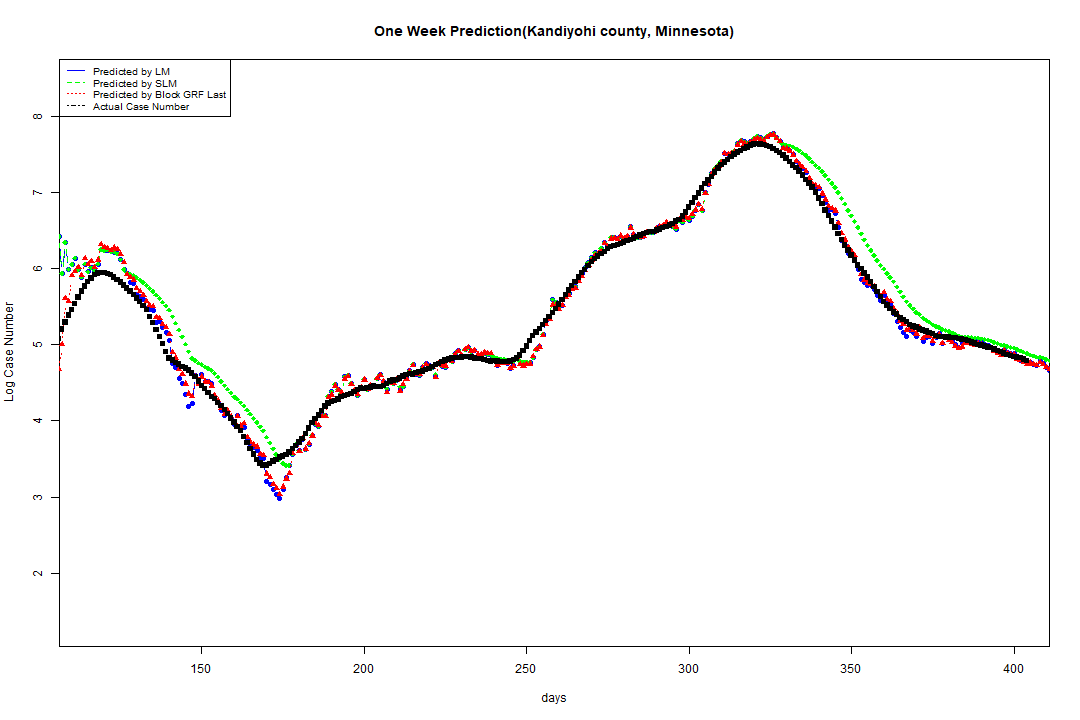 One Week Prediction(Kandiyohi county, Minnesota)
Predicted by LM
Predicted by SLM
Predicted by Block GRF Last
Actual Case Number
8
7
6
5
4
3
2
Log Case Number
150 200 250 300 350 400
days